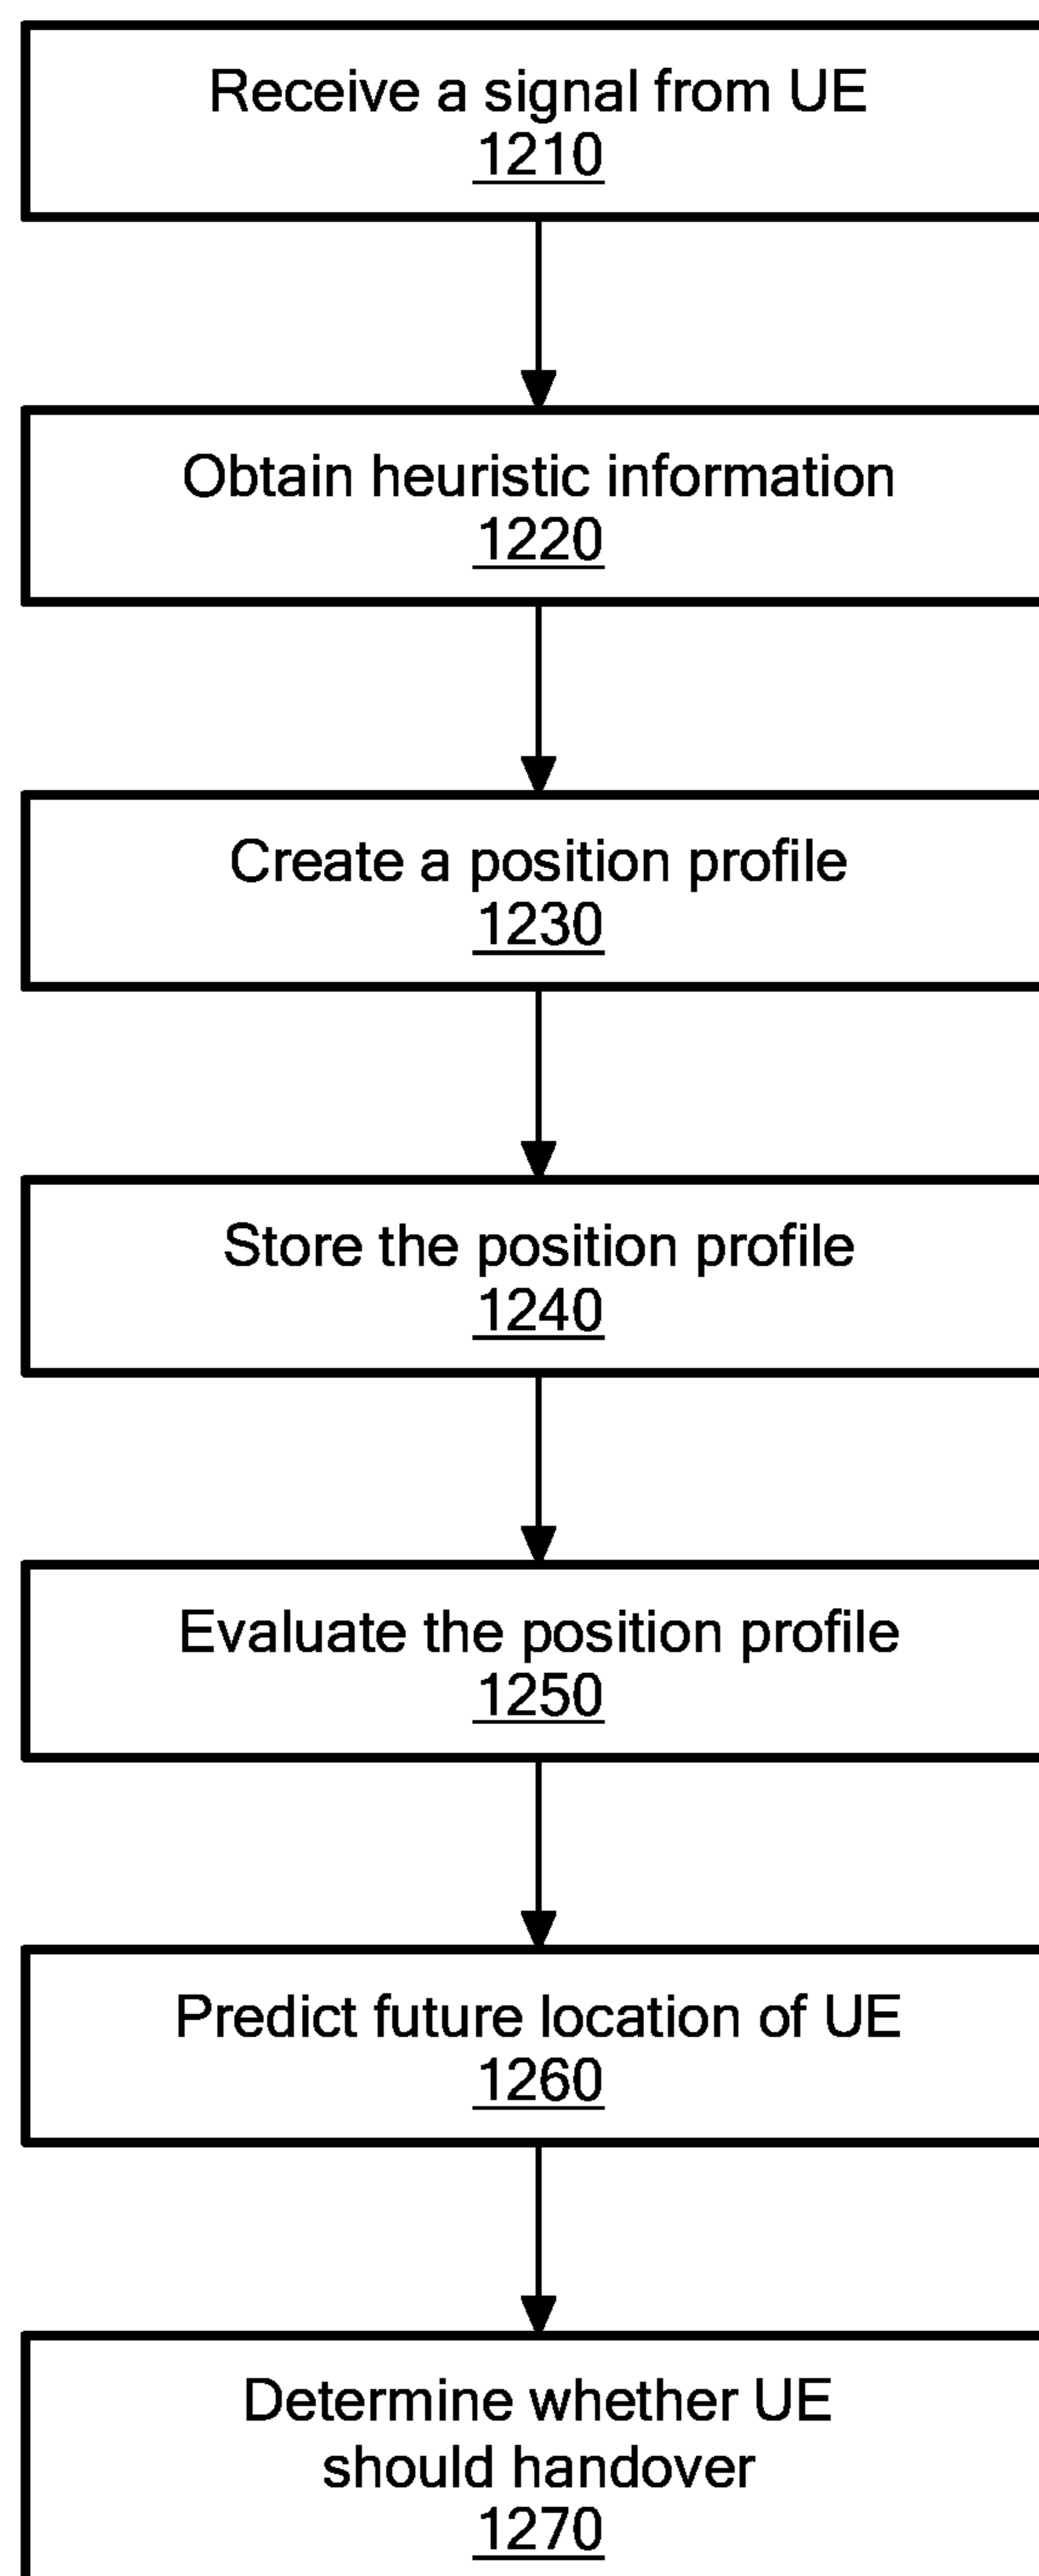 Receive a signal from UE
1210
Obtain heuristic information
1220
Create a position profile
1230
Store the position profile
1240
Evaluate the position profile
1250
Predict future location of UE
1260
Determine whether UE
should handover
1270